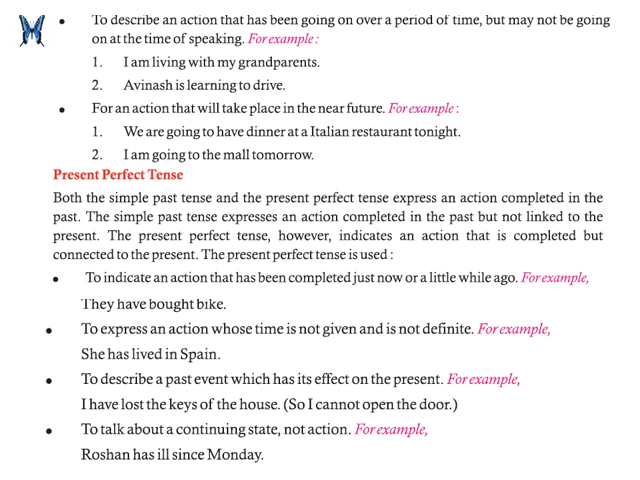 • To describe an action that has been going on over a period of time, but may not be going
on at the time of speaking. For example :
1. I am living with my grandparents.
2. Avinash is learning to drive.
• For an action that will take place in the near future. For example :
1. We are going to have dinner at a Italian restaurant tonight.
2. I am going to the mall tomorrow.
Present Perfect Tense
Both the simple past tense and the present perfect tense express an action completed in the
past. The simple past tense expresses an action completed in the past but not linked to the
present. The present perfect tense, however, indicates an action that is completed but
connected to the present. The present perfect tense is used :
• To indicate an action that has been completed just now or a little while ago. For example,
They have bought bike.
• To express an action whose time is not given and is not definite. For example,
She has lived in Spain.
• To describe a past event which has its effect on the present. For example,
I have lost the keys of the house. (So I cannot open the door.)
• To talk about a continuing state, not action. For example,
Roshan has ill since Monday.